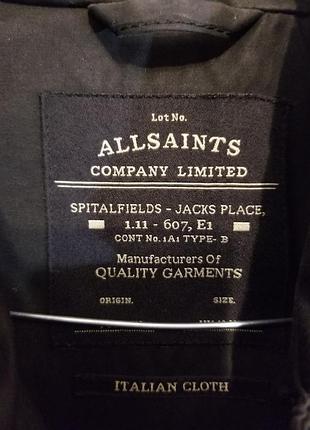 Lot No.
ALLSAINTS
COMPANY LIMITED
SPITALFIELDS - JACKS PLACE,
1.11 - 607, E1
CONT No. 1A1 TYPE- B
Manufacturers Of
QUALITY GARMENTS
ORIGIN. SIZE.
ITALIAN CLOTH